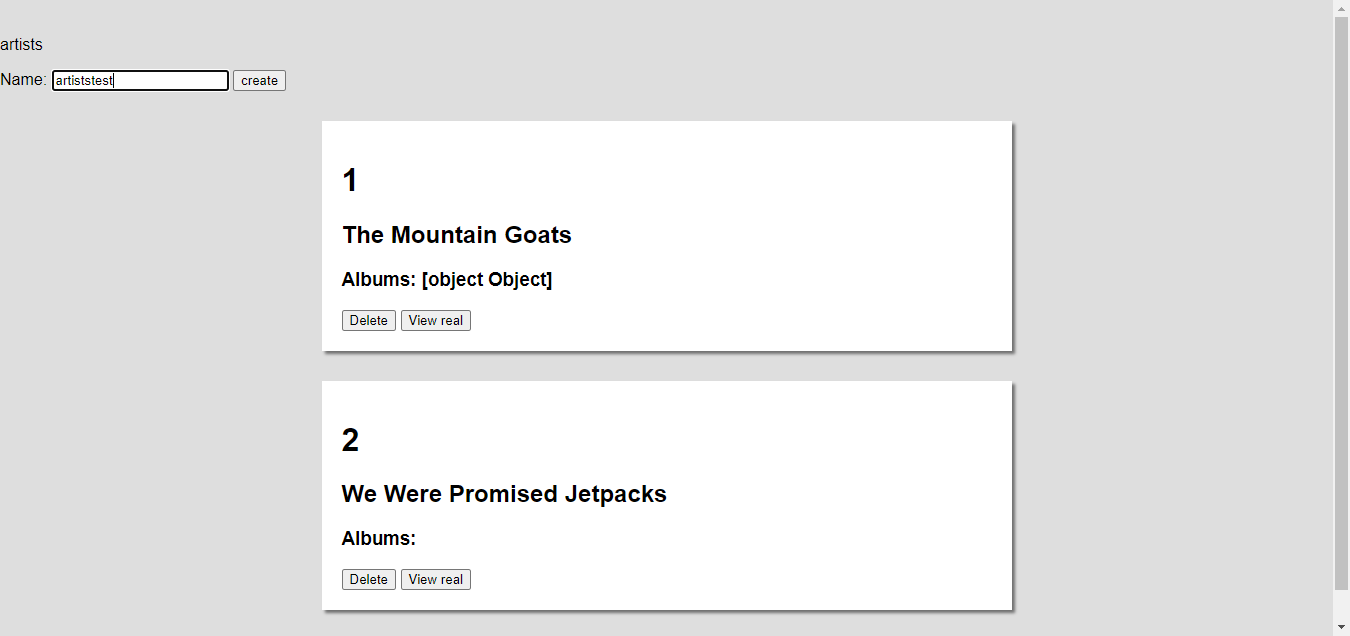 artists
Name: artiststest create
1
The Mountain Goats
Albums: [object Object]
Delete View real
2
We Were Promised Jetpacks
Albums:
Delete View real